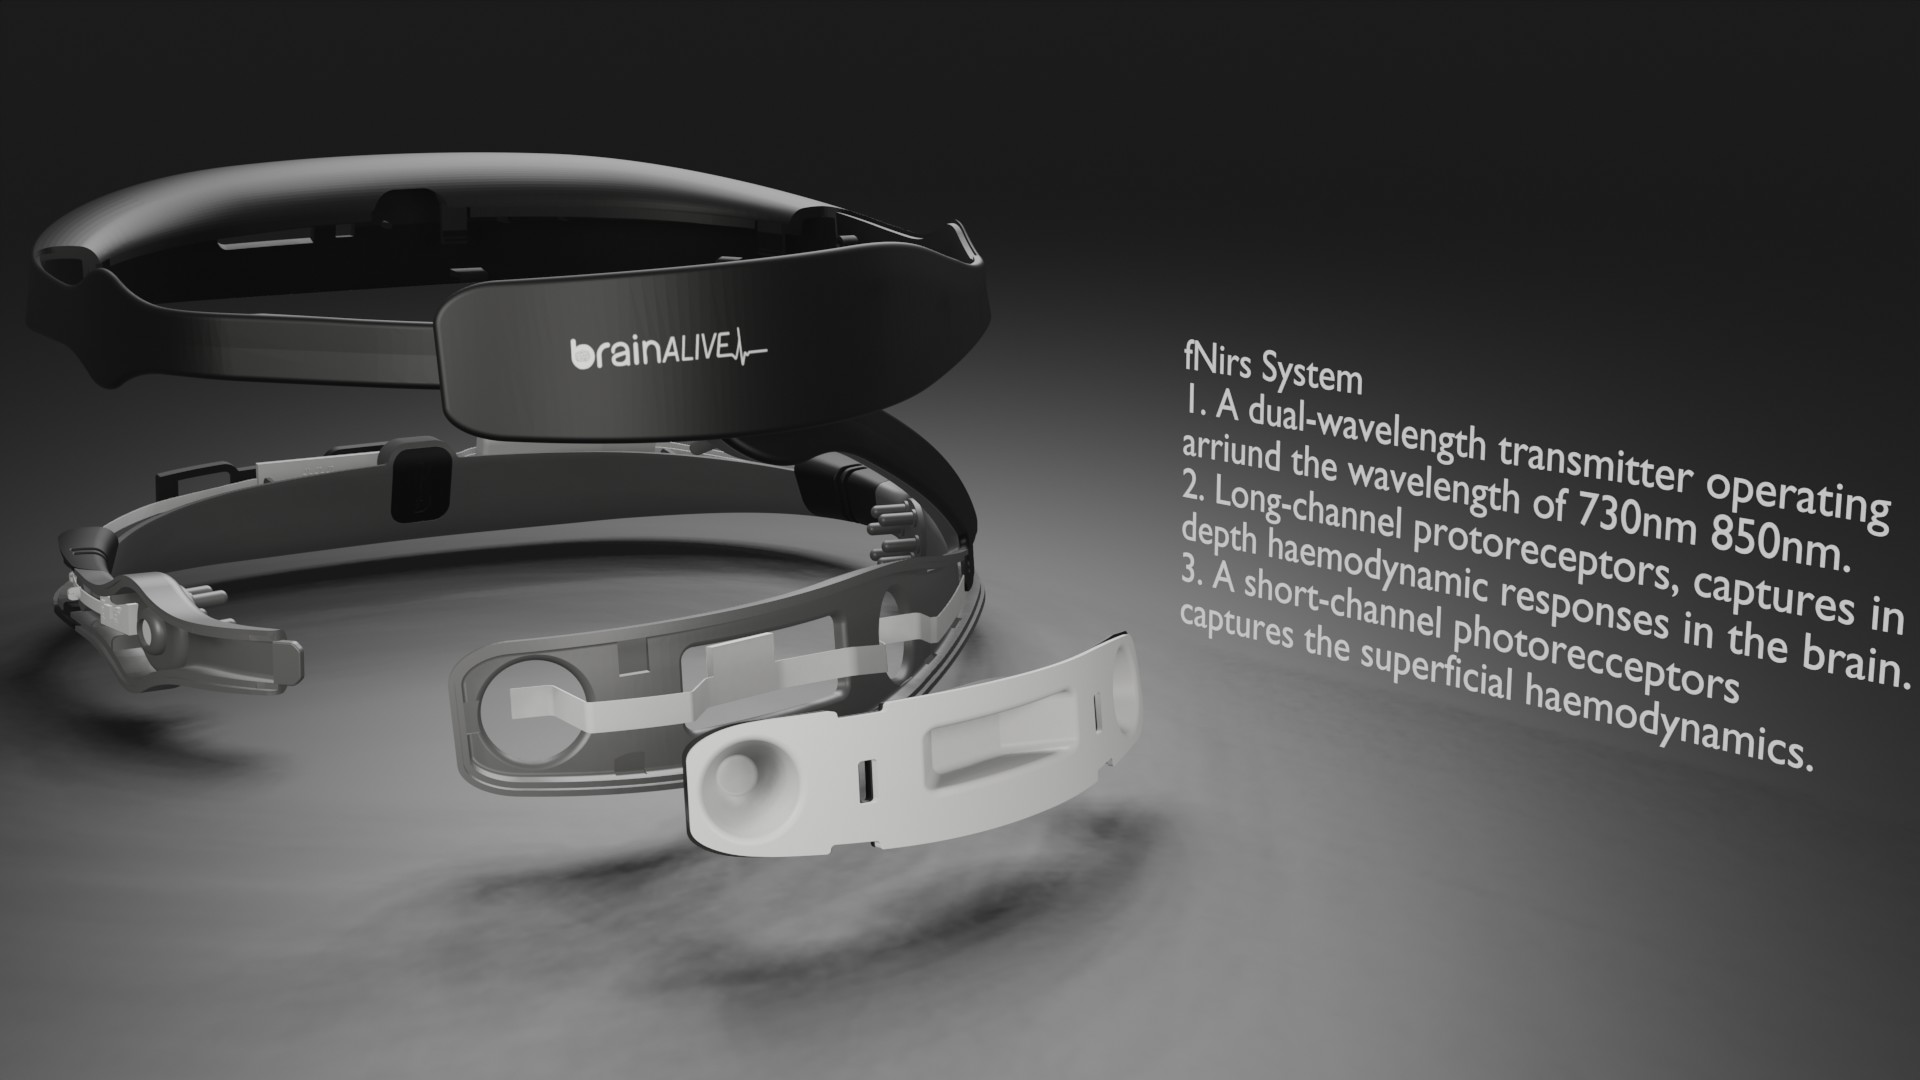 brainALIVE
fNirs System
1. A dual-wavelength transmitter operating
arriund the wavelength of 730nm 850nm.
2. Long-channel protoreceptors, captures in
depth haemodynamic responses in the brain.
3. A short-channel photorecceptors
captures the superficial haemodynamics.